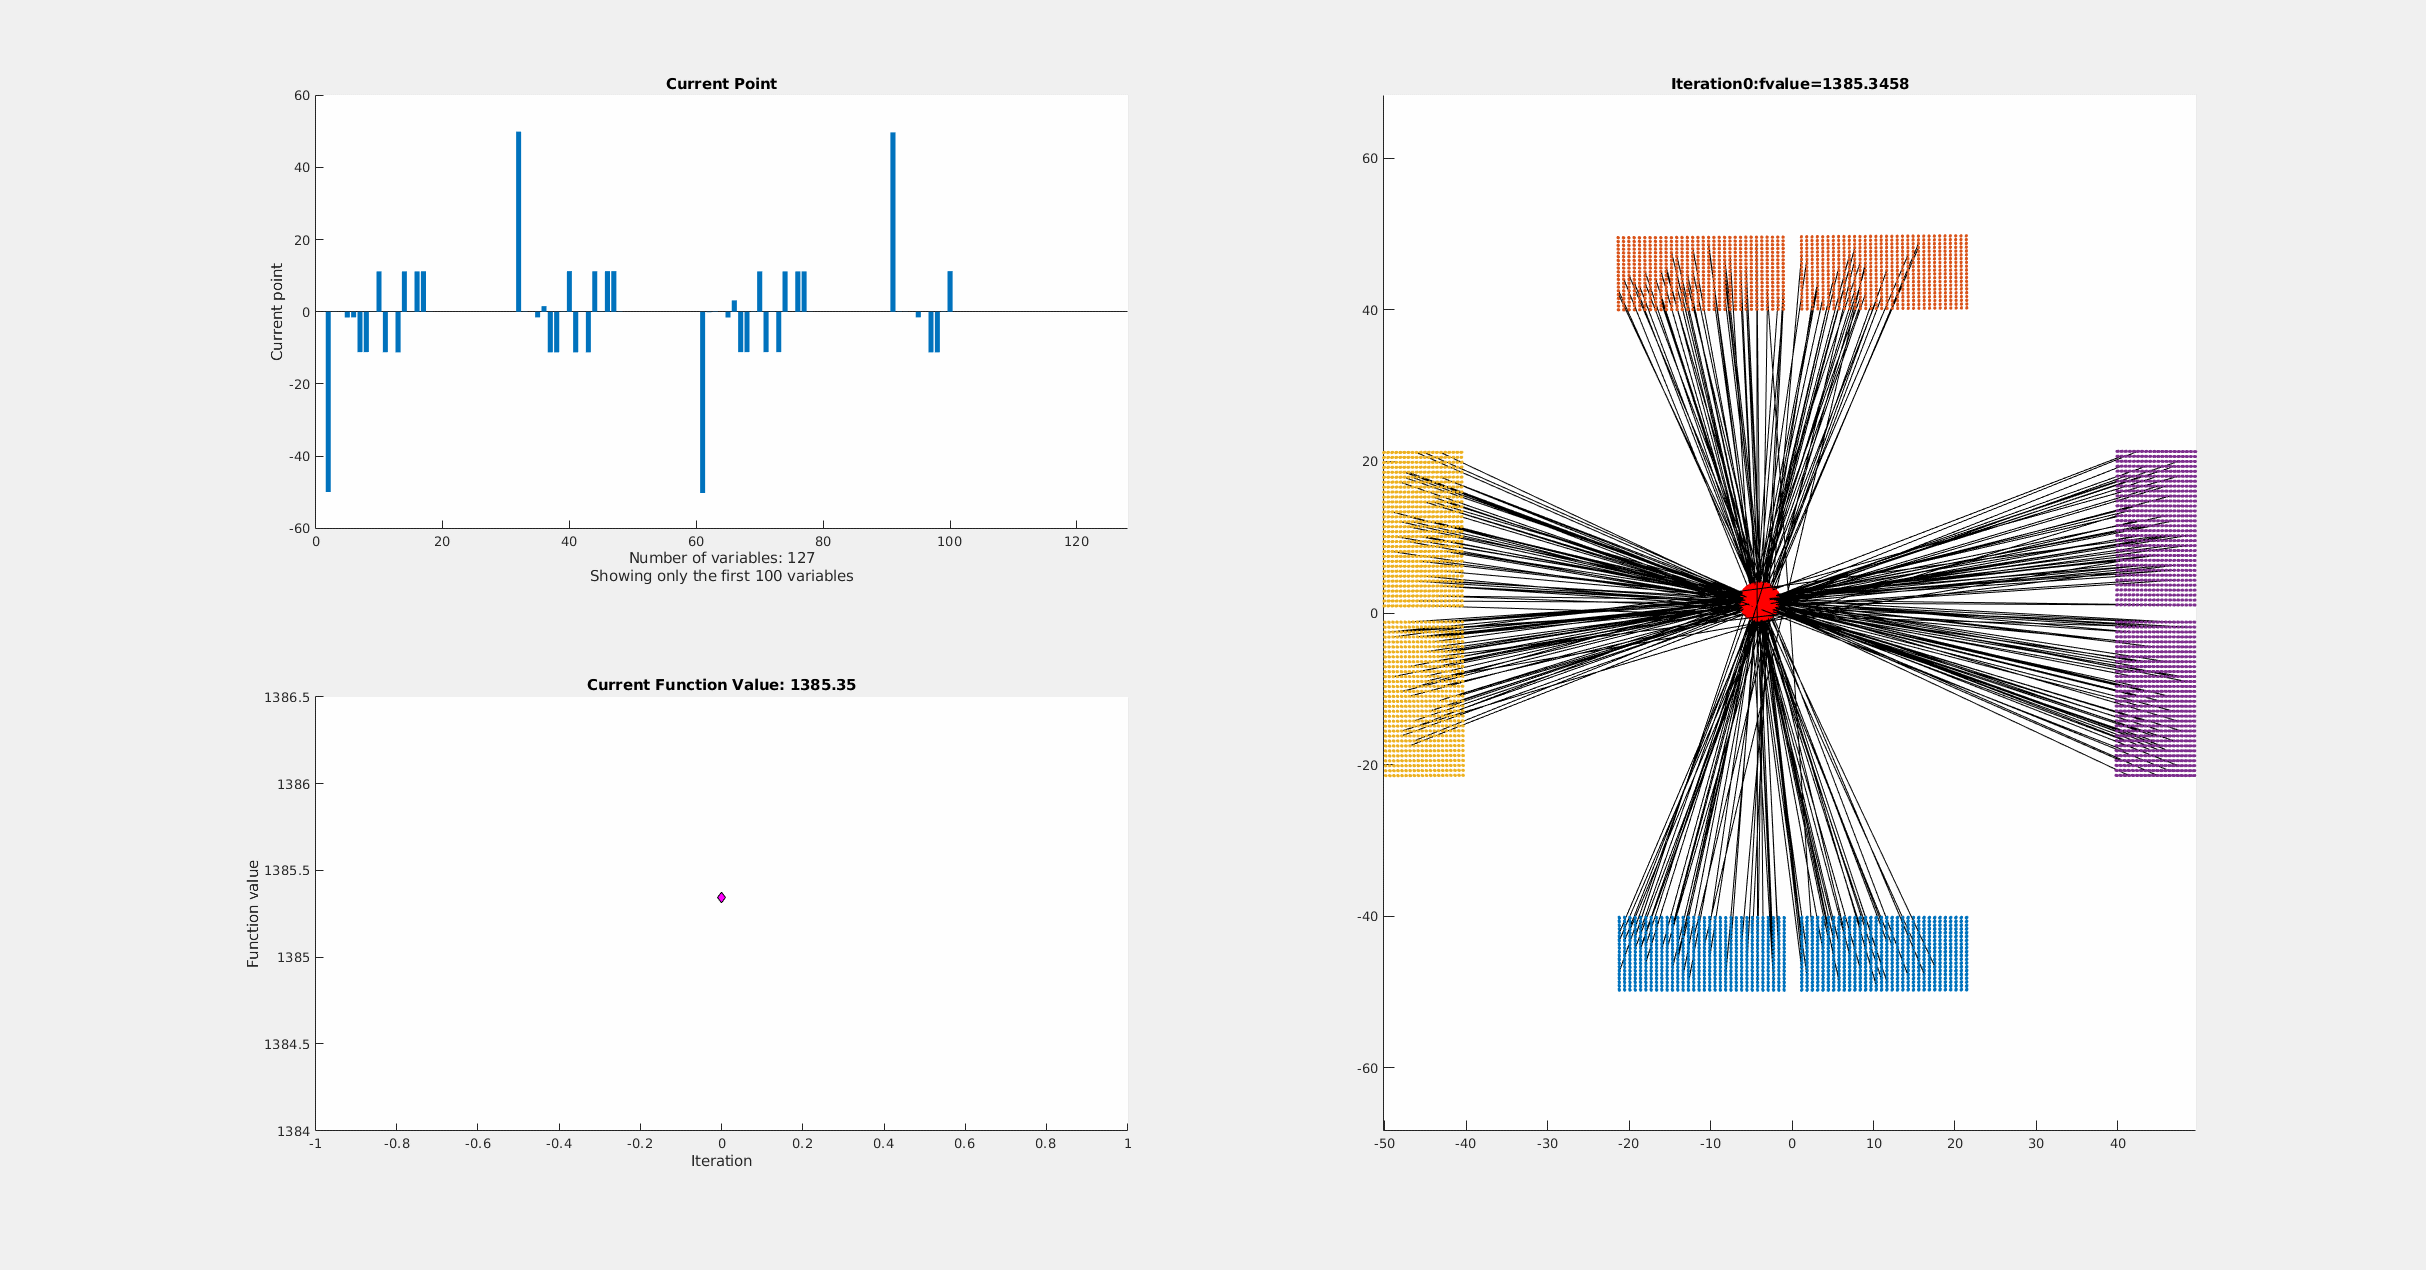 Current Point
60
40
20
0
-20
-40
-60
Current point
0 20 40 60 80 100 120
Number of variables: 127
Showing only the first 100 variables
Current Function Value: 1385.35
1386.5
1386
1385.5
1385
1384.5
1384
Function value
-1 -0.8 -0.6 -0.4 -0.2 0 0.2 0.4 0.6 0.8 1
Iteration
Iteration0:fvalue=1385.3458
60
40
20
0
-20
-40
-60
-50 -40 -30 -20 -10 0 10 20 30 40